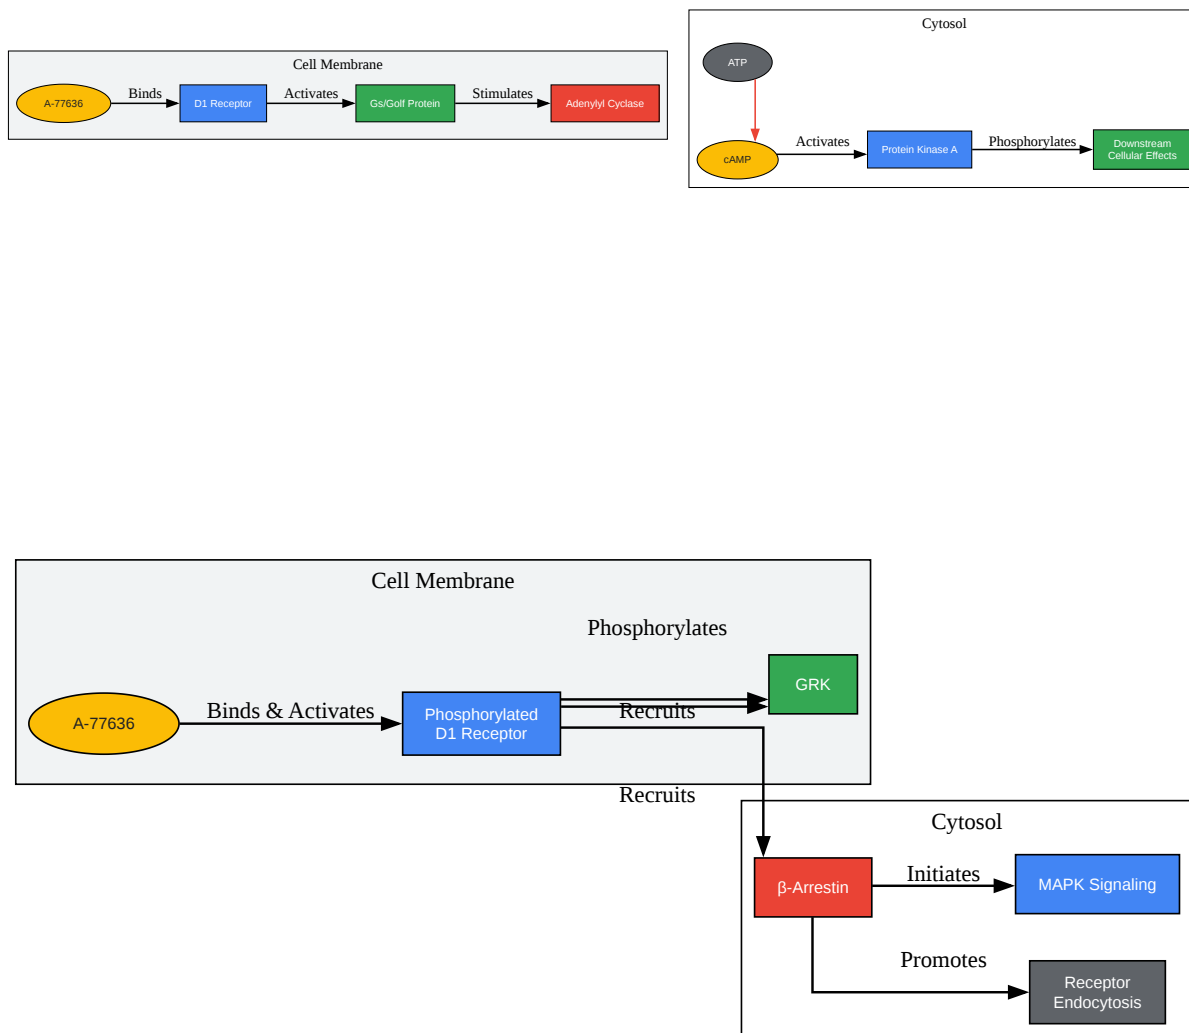 Cell Membrane
A-77636
Binds
D1 Receptor
Activates
Gs/Golf Protein
Stimulates
Adenylyl Cyclase
Cytosol
ATP
cAMP
Activates
Protein Kinase A
Phosphorylates
Downstream
Cellular Effects
Cell Membrane
Phosphorylates
GRK
A-77636
Binds & Activates
Phosphorylated
D1 Receptor
Recruits
Recruits
Cytosol
β-Arrestin
Initiates
MAPK Signaling
Promotes
Receptor
Endocytosis